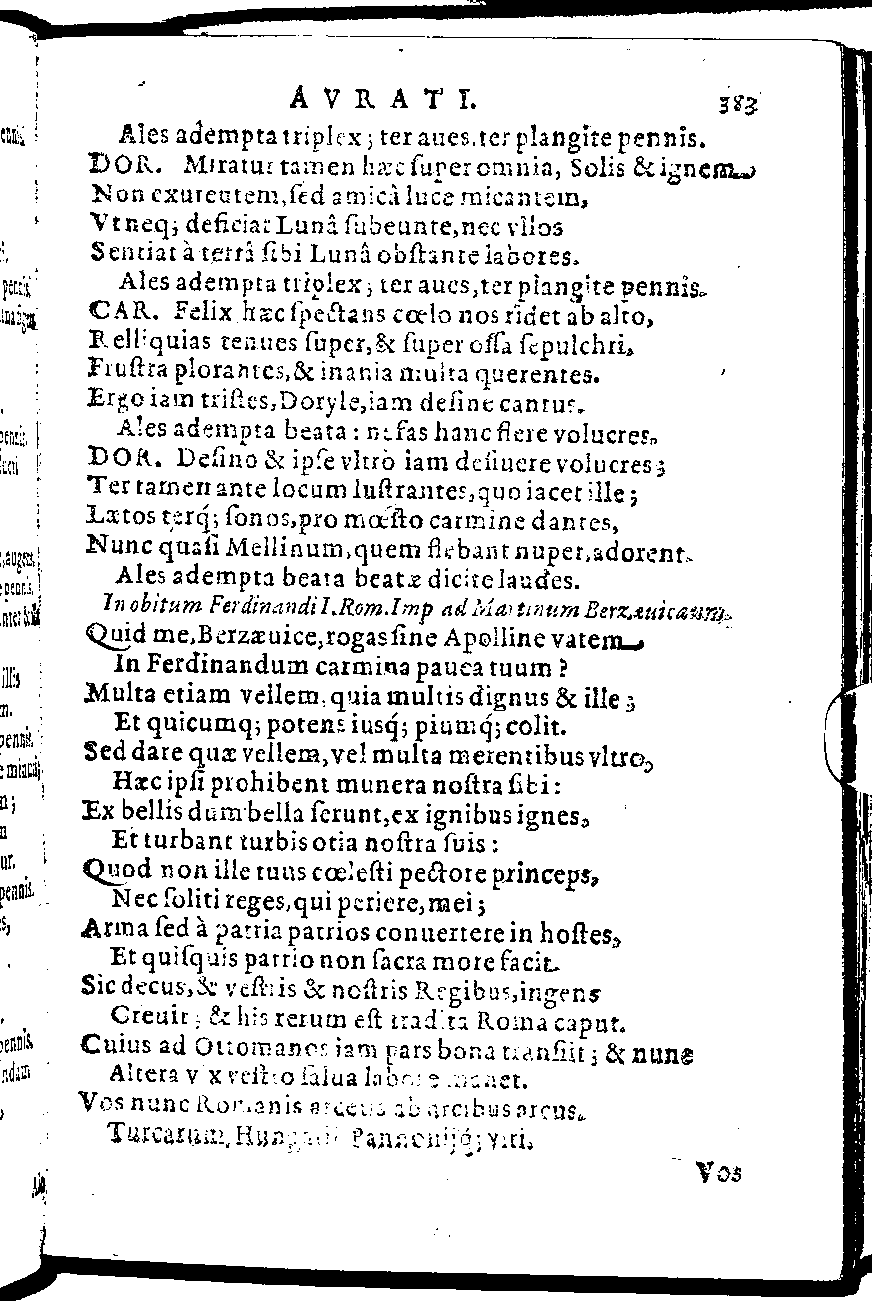 AVRATI. 383
Ales adempta triplex; ter aues, ter plangite pennis.
DOR. Miratur tamen hæc super omnia, Solis & ignem
Non exurentem, sed amicâ luce micantem,
Vt neq; deficiat Lunâ subeunte, nec vllos
Sentiat à terrâ sibi Lunâ obstante labores.
Ales adempta triplex; ter aues, ter plangite pennis.
CAR. Felix hæc spectans cœlo nos ridet ab alto,
Relliquias tenues super, & super ossa sepulchri,
Frustra plorantes, & inania multa querentes.
Ergo iam tristes, Doryle, iam desine cantus.
Ales adempta beata: nefas hanc flere volucres.
DOR. Desino & ipse vltrò iam desinere volucres;
Ter tamen ante locum lustrantes, quo iacet ille;
Lætos terq́; sonos, pro mœsto carmine dantes,
Nunc quasi Mellinum, quem flebant nuper, adorent.
Ales adempta beata beatæ dicite laudes.
In obitum Ferdinandi I. Rom. Imp ad Martinum Berzæuicaum.
Quid me, Berzæuice, rogas sine Apolline vatem
In Ferdinandum carmina pauca tuum?
Multa etiam vellem, quia multis dignus & ille;
Et quicumq; potens iusq́; piumq́; colit.
Sed dare quæ vellem, vel multa merentibus vltro,
Hæc ipsi prohibent munera nostra sibi:
Ex bellis dum bella serunt, ex ignibus ignes,
Et turbant turbis otia nostra suis:
Quod non ille tuus cœlesti pectore princeps,
Nec soliti reges, qui periere, mei;
Arma sed à patria patrios conuertere in hostes,
Et quisquis patrio non sacra more facit.
Sic decus, & vestris & nostris Regibus, ingens
Creuit; & his rerum est tradita Roma caput.
Cuius ad Ottomanos iam pars bona transiit; & nunc
Altera vix vestro salua labore manet.
Vos nunc Romanis arcetis ab arcibus arcus.
Turcarum, Hungarii Pannonijq́; viri,
Vos